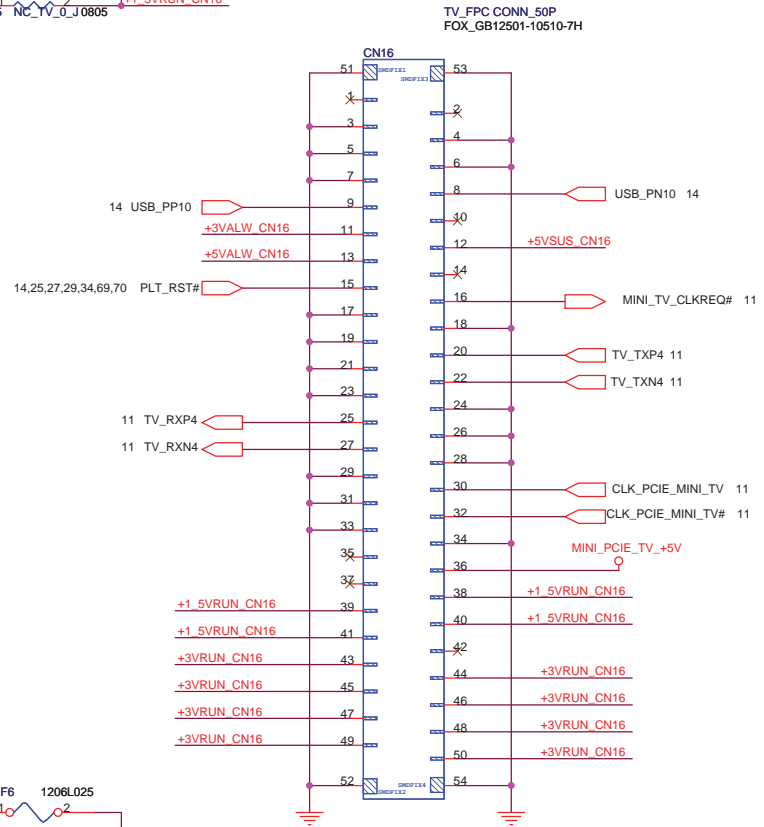 NC_TV_0_J 0805
+1_5VRUN_CN16
TV_FPC CONN_50P
FOX_GB12501-10510-7H
CN16
51 SMDFIX1 SMDFIX3 53
1
2
3
4
5
6
7
8 USB_PN10 14
14 USB_PP10 9
10
+3VALW_CN16 11
12 +5VSUS_CN16
+5VALW_CN16 13
14
14,25,27,29,34,69,70 PLT_RST# 15
16 MINI_TV_CLKREQ# 11
17
18
19
20 TV_TXP4 11
21
22 TV_TXN4 11
23
24
11 TV_RXP4 25
26
11 TV_RXN4 27
28
29
30 CLK_PCIE_MINI_TV 11
31
32 CLK_PCIE_MINI_TV# 11
33
34
MINI_PCIE_TV_+5V
35
36
37
38 +1_5VRUN_CN16
+1_5VRUN_CN16 39
40 +1_5VRUN_CN16
+1_5VRUN_CN16 41
42
+3VRUN_CN16 43
44 +3VRUN_CN16
+3VRUN_CN16 45
46 +3VRUN_CN16
+3VRUN_CN16 47
48 +3VRUN_CN16
+3VRUN_CN16 49
50 +3VRUN_CN16
52 SMDFIX2 SMDFIX4 54
F6 1206L025
1 2